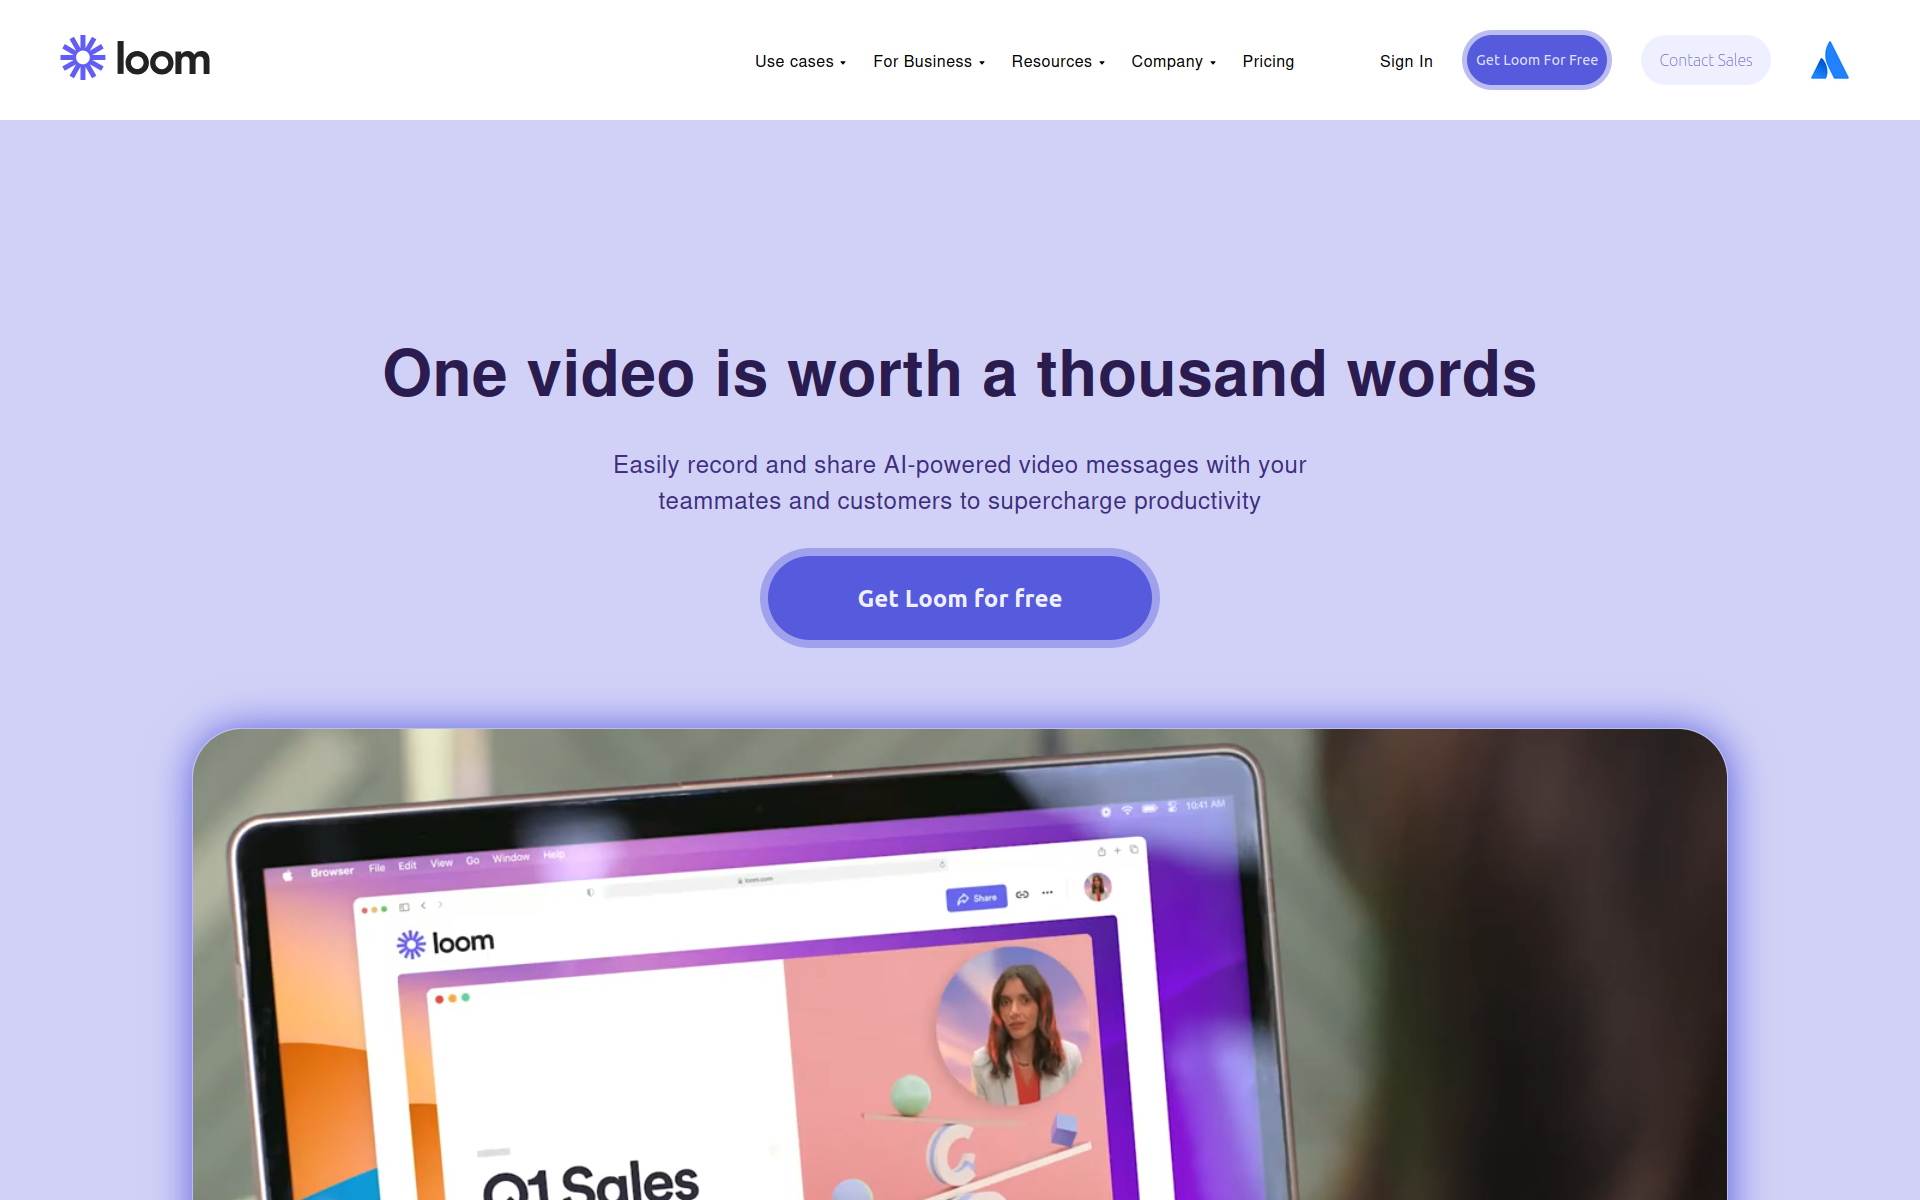 loom
Use cases
For Business
Resources
Company
Pricing
Sign In
Get Loom For Free
Contact Sales
One video is worth a thousand words
Easily record and share AI-powered video messages with your
teammates and customers to supercharge productivity
Get Loom for free
Browser File Edit View Go Window Help
10:41 AM
loom.com
Share
loom
Q1 Sales